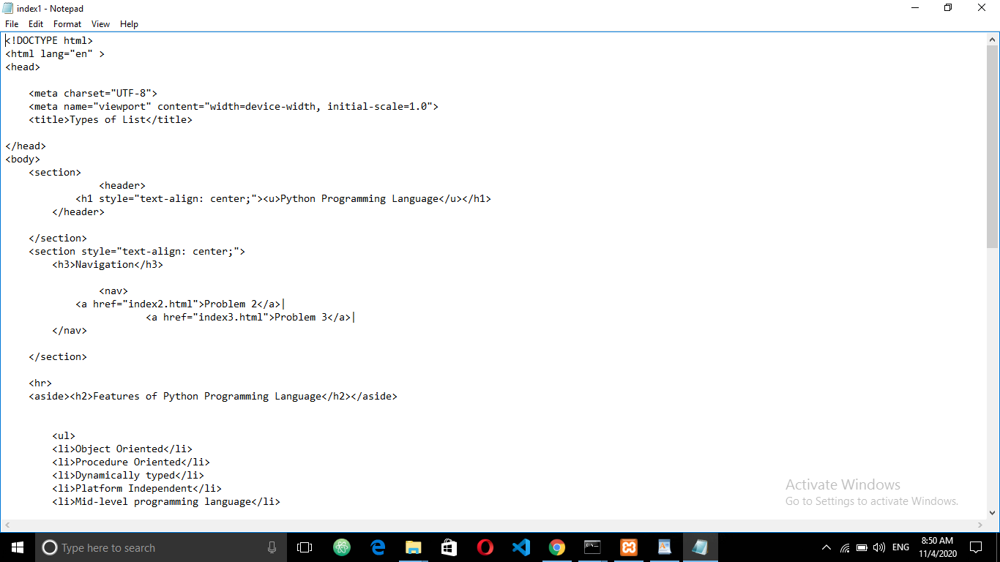 index1 - Notepad
File Edit Format View Help
<!DOCTYPE html>
<html lang="en" >
<head>
<meta charset="UTF-8">
<meta name="viewport" content="width=device-width, initial-scale=1.0">
<title>Types of List</title>
</head>
<body>
<section>
<header>
<h1 style="text-align: center;"><u>Python Programming Language</u></h1>
</header>
</section>
<section style="text-align: center;">
<h3>Navigation</h3>
<nav>
<a href="index2.html">Problem 2</a>|
<a href="index3.html">Problem 3</a>|
</nav>
</section>
<hr>
<aside><h2>Features of Python Programming Language</h2></aside>
<ul>
<li>Object Oriented</li>
<li>Procedure Oriented</li>
<li>Dynamically typed</li>
<li>Platform Independent</li>
<li>Mid-level programming language</li>
Activate Windows
Go to Settings to activate Windows.
Type here to search
ENG
8:50 AM
11/4/2020